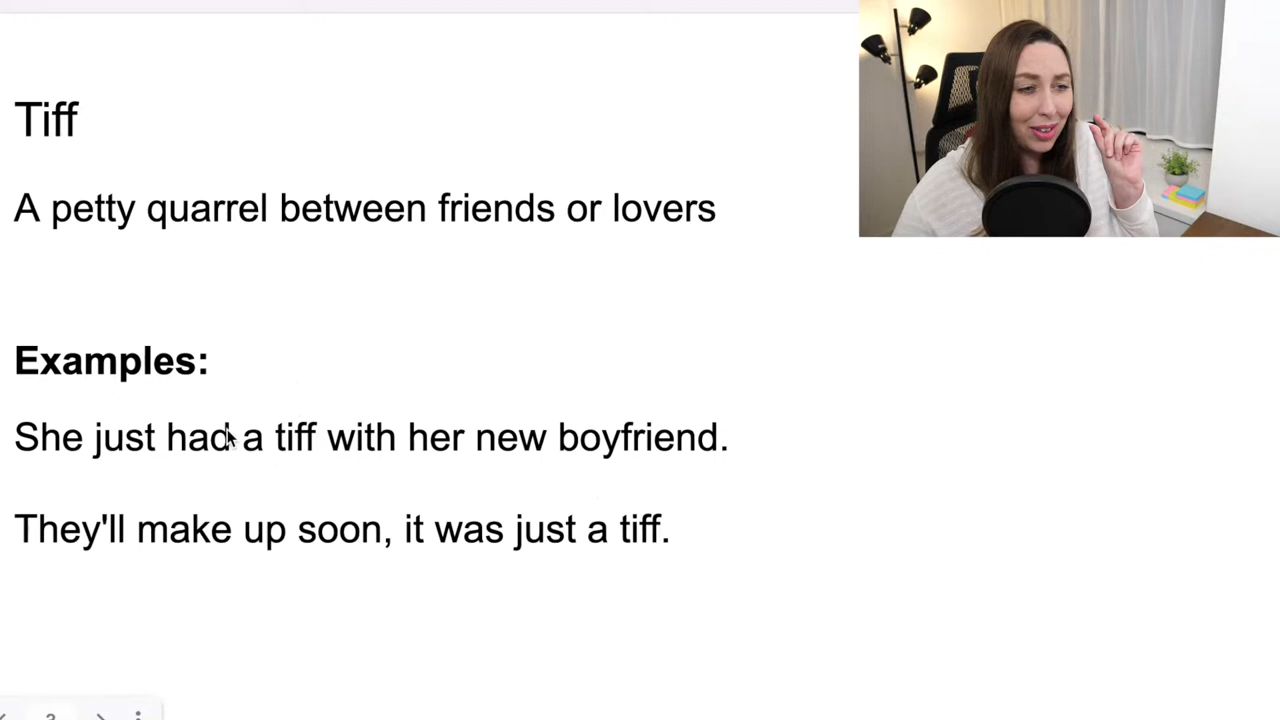 Tiff
A petty quarrel between friends or lovers
Examples:
She just had a tiff with her new boyfriend.
They'll make up soon, it was just a tiff.